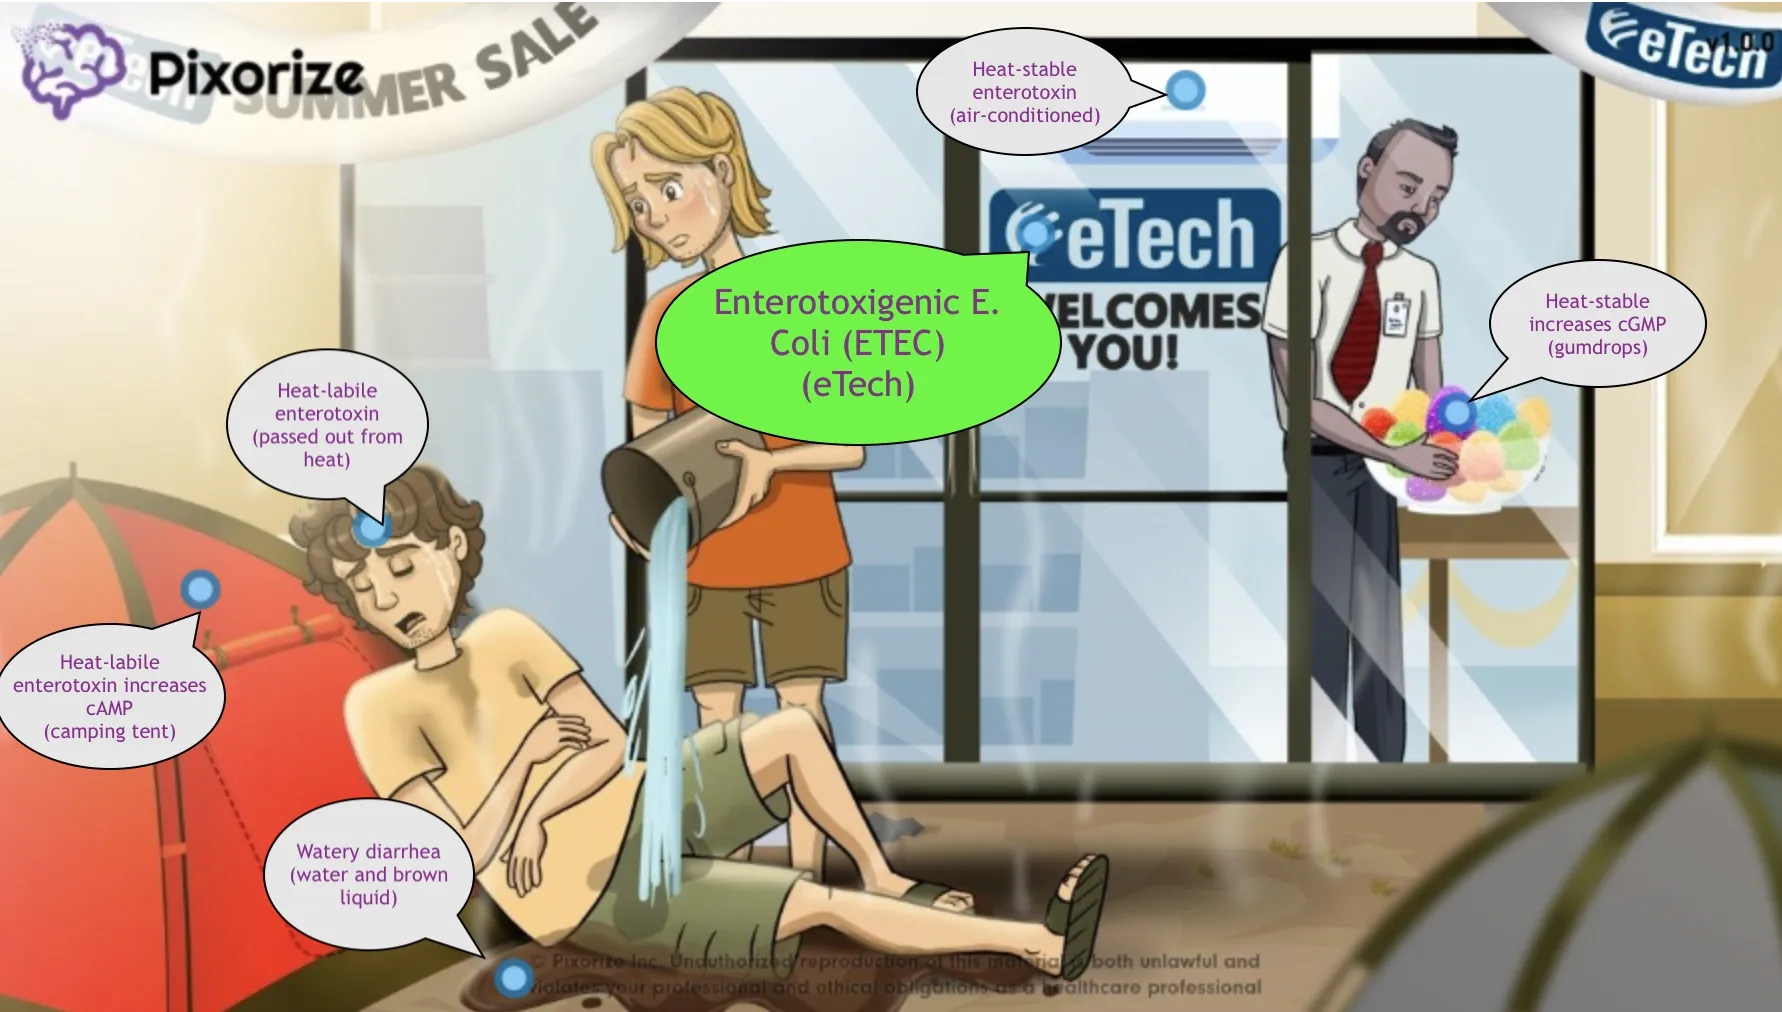 Pixorize
eTech
SUMMER SALE
eTech
v1.0.0
Heat-stable
enterotoxin
(air-conditioned)
eTech
WELCOMES
YOU!
Enterotoxigenic E.
Coli (ETEC)
(eTech)
Heat-stable
increases cGMP
(gumdrops)
Heat-labile
enterotoxin
(passed out from
heat)
Heat-labile
enterotoxin increases
cAMP
(camping tent)
Watery diarrhea
(water and brown
liquid)
© Pixorize Inc. Unauthorized reproduction of this material is both unlawful and
violates your professional and ethical obligations as a healthcare professional